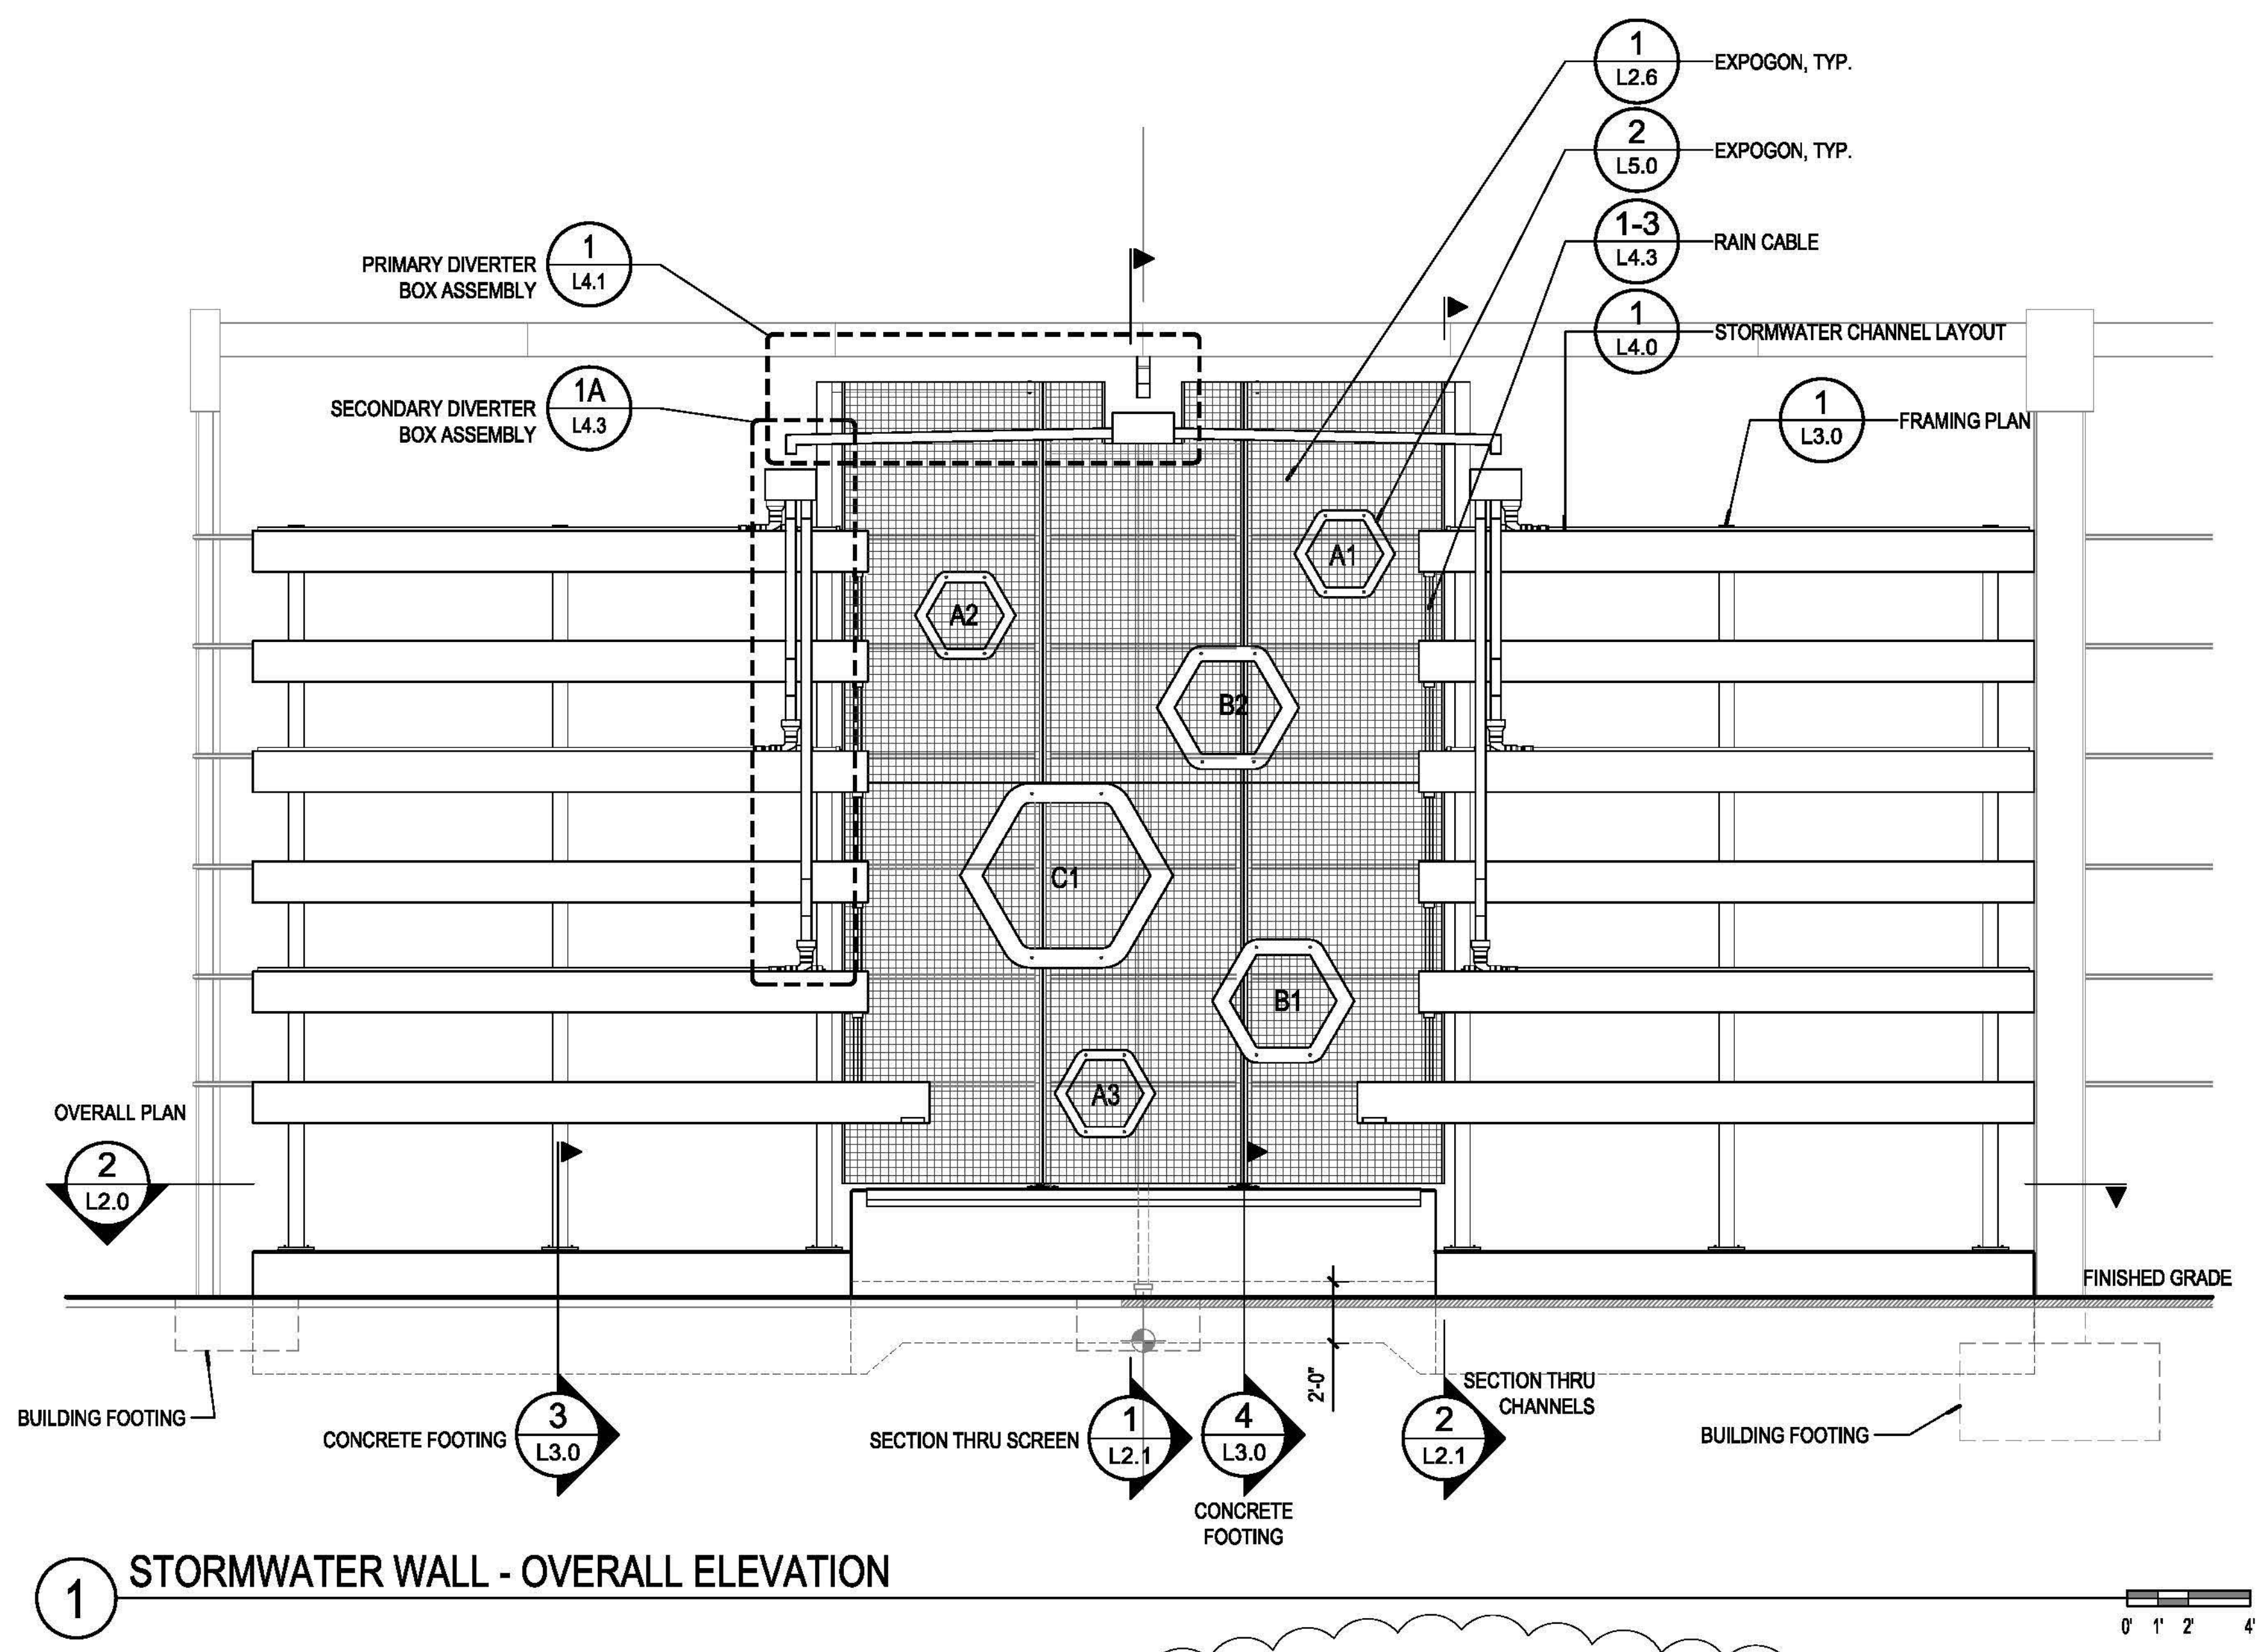 1
L2.6
EXPOGON, TYP.
2
L5.0
EXPOGON, TYP.
1-3
L4.3
RAIN CABLE
1
L4.0
STORMWATER CHANNEL LAYOUT
PRIMARY DIVERTER
BOX ASSEMBLY
1
L4.1
SECONDARY DIVERTER
BOX ASSEMBLY
1A
L4.3
1
L3.0
FRAMING PLAN
A1
A2
B2
C1
B1
A3
OVERALL PLAN
2
L2.0
FINISHED GRADE
BUILDING FOOTING
CONCRETE FOOTING
3
L3.0
SECTION THRU SCREEN
1
L2.1
4
L3.0
CONCRETE
FOOTING
2'-0"
SECTION THRU
CHANNELS
2
L2.1
BUILDING FOOTING
1
STORMWATER WALL - OVERALL ELEVATION
0' 1' 2' 4'